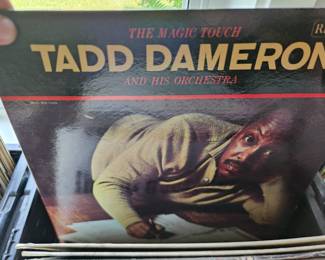 THE MAGIC TOUCH
TADD DAMERON
AND HIS ORCHESTRA